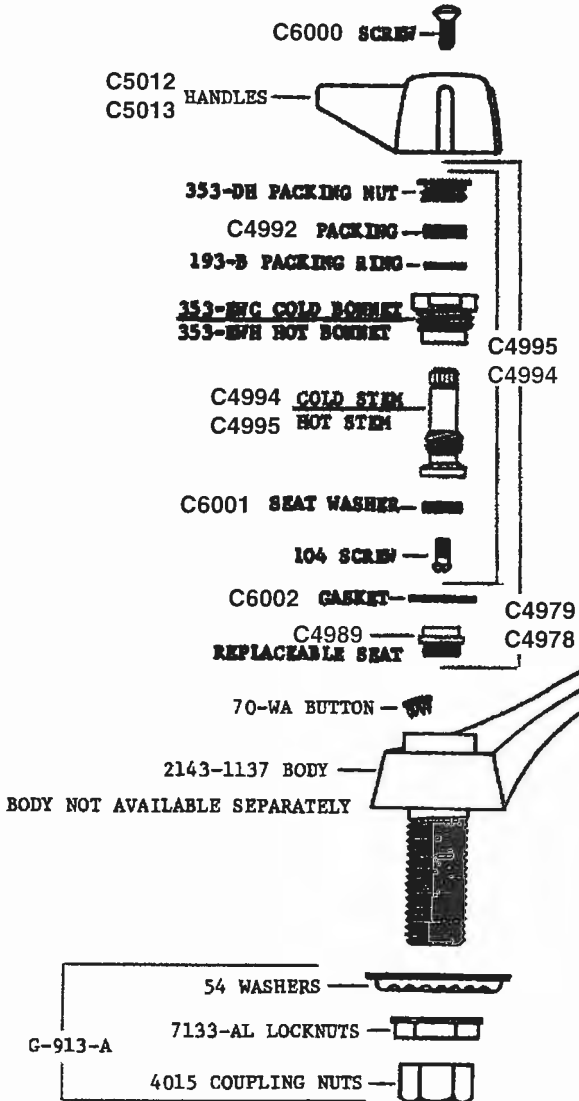 C6000 SCREW
C5012
C5013 HANDLES
353-DH PACKING NUT
C4992 PACKING
193-B PACKING RING
353-EWC COLD BONNET
353-EWH HOT BONNET
C4995
C4994
C4994 COLD STEM
C4995 HOT STEM
C6001 SEAT WASHER
104 SCREW
C6002 GASKET
C4979
C4978
C4989
REPLACEABLE SEAT
70-WA BUTTON
2143-1137 BODY
BODY NOT AVAILABLE SEPARATELY
54 WASHERS
7133-AL LOCKNUTS
G-913-A
4015 COUPLING NUTS